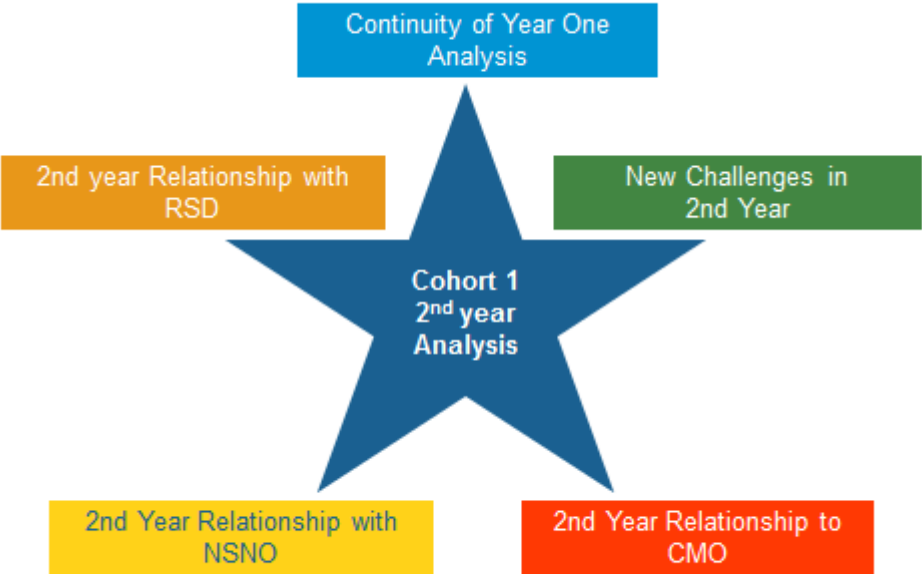 Continuity of Year One
Analysis
2nd year Relationship with
RSD
New Challenges in
2nd Year
Cohort 1
2nd year
Analysis
2nd Year Relationship with
NSNO
2nd Year Relationship to
CMO